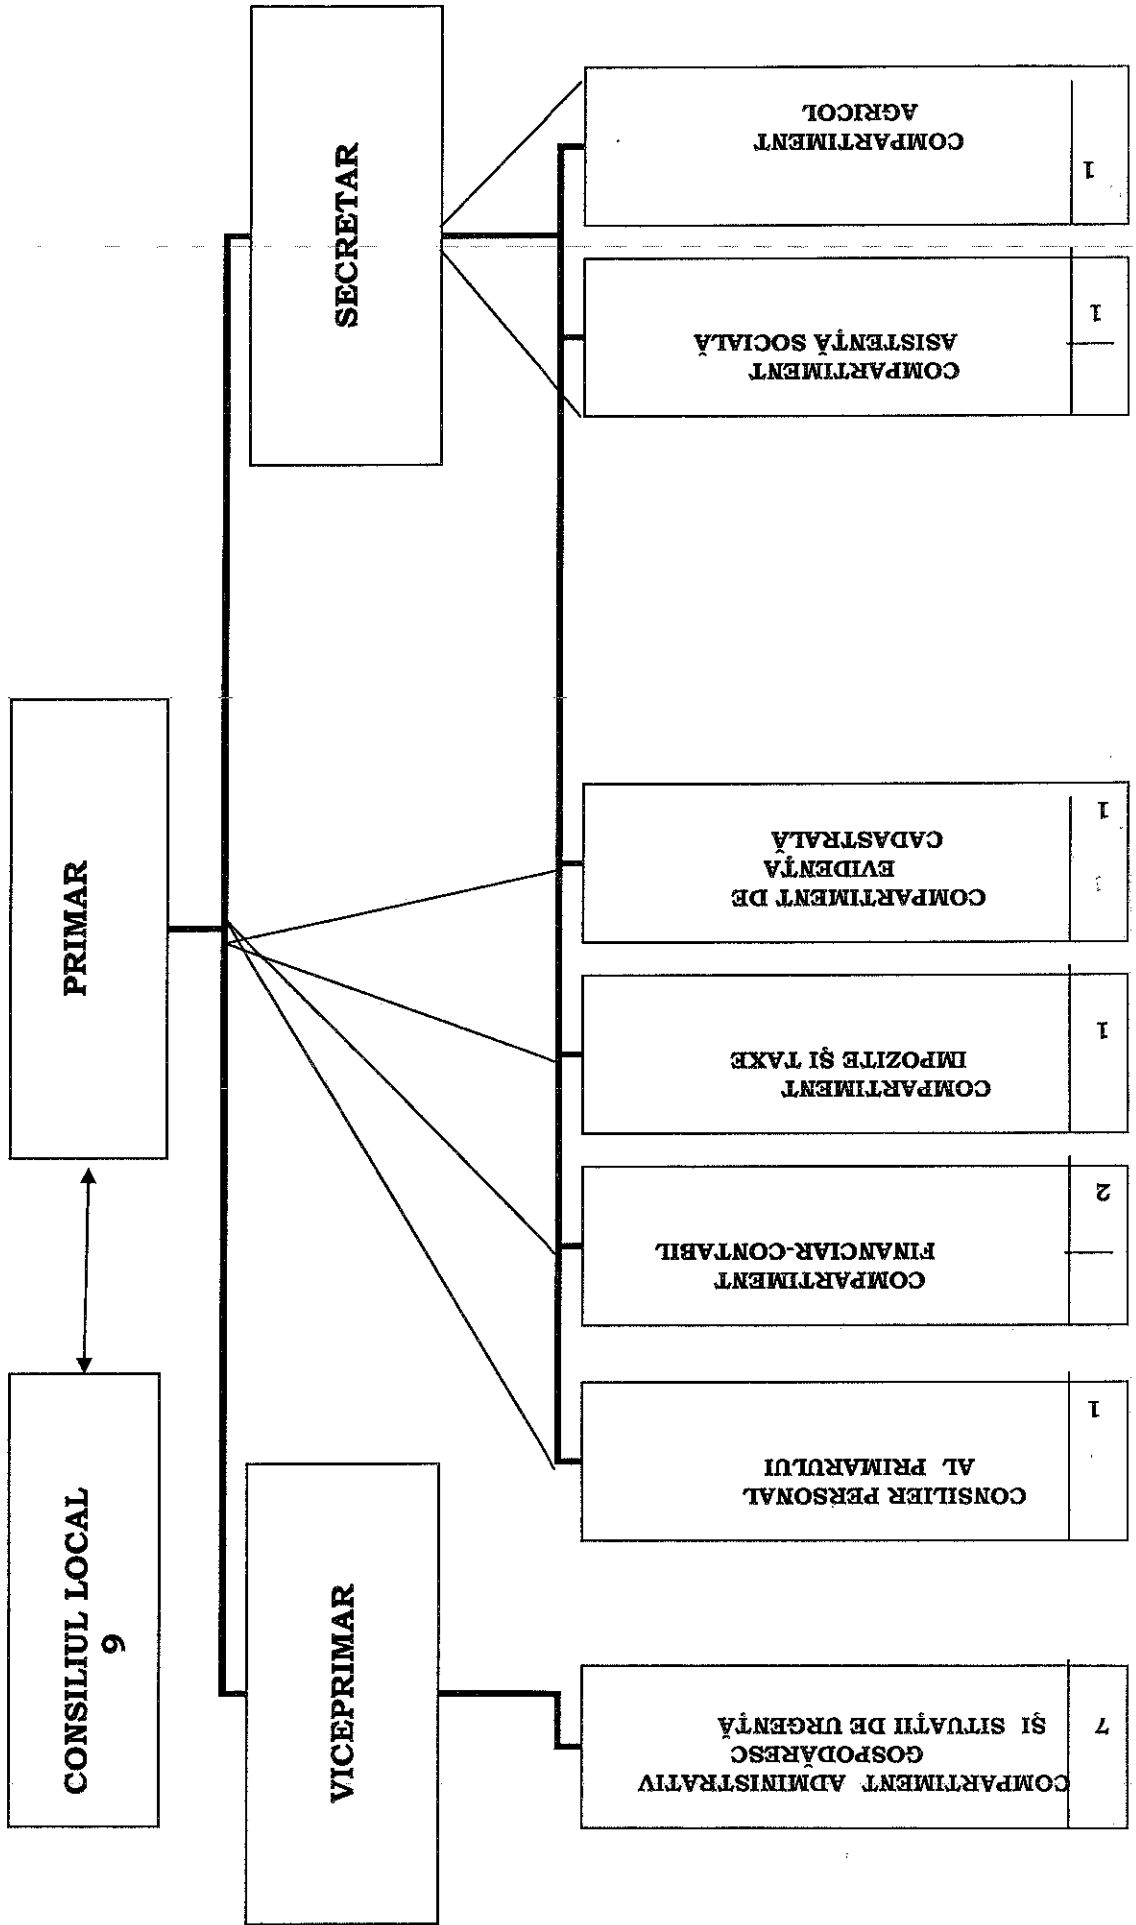 CONSILIUL LOCAL
9
PRIMAR
VICEPRIMAR
SECRETAR
COMPARTIMENT ADMINISTRATIV
GOSPODĂRESC
ŞI SITUAŢII DE URGENŢĂ
7
CONSILIER PERSONAL
AL PRIMARULUI
1
COMPARTIMENT
FINANCIAR-CONTABIL
2
COMPARTIMENT
IMPOZITE ŞI TAXE
1
COMPARTIMENT DE
EVIDENŢĂ
CADASTRALĂ
1
COMPARTIMENT
ASISTENŢĂ SOCIALĂ
1
COMPARTIMENT
AGRICOL
1